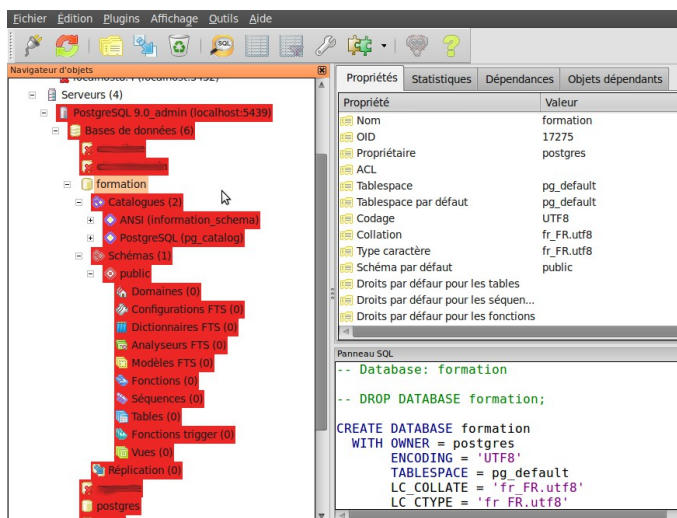 Fichier Édition Plugins Affichage Outils Aide
SQL
Navigateur d'objets
Serveurs (4)
PostgreSQL 9.0_admin (localhost:5439)
Bases de données (6)
formation
Catalogues (2)
ANSI (information_schema)
PostgreSQL (pg_catalog)
Schémas (1)
public
Domaines (0)
Configurations FTS (0)
Dictionnaires FTS (0)
Analyseurs FTS (0)
Modèles FTS (0)
Fonctions (0)
Séquences (0)
Tables (0)
Fonctions trigger (0)
Vues (0)
Réplication (0)
postgres
Propriétés Statistiques Dépendances Objets dépendants
Propriété Valeur
Nom formation
OID 17275
Propriétaire postgres
ACL
Tablespace pg_default
Tablespace par défaut pg_default
Codage UTF8
Collation fr_FR.utf8
Type caractère fr_FR.utf8
Schéma par défaut public
Droits par défaur pour les tables
Droits par défaur pour les séquen...
Droits par défaur pour les fonctions
Panneau SQL
-- Database: formation
-- DROP DATABASE formation;
CREATE DATABASE formation
WITH OWNER = postgres
ENCODING = 'UTF8'
TABLESPACE = pg_default
LC_COLLATE = 'fr_FR.utf8'
LC_CTYPE = 'fr_FR.utf8'